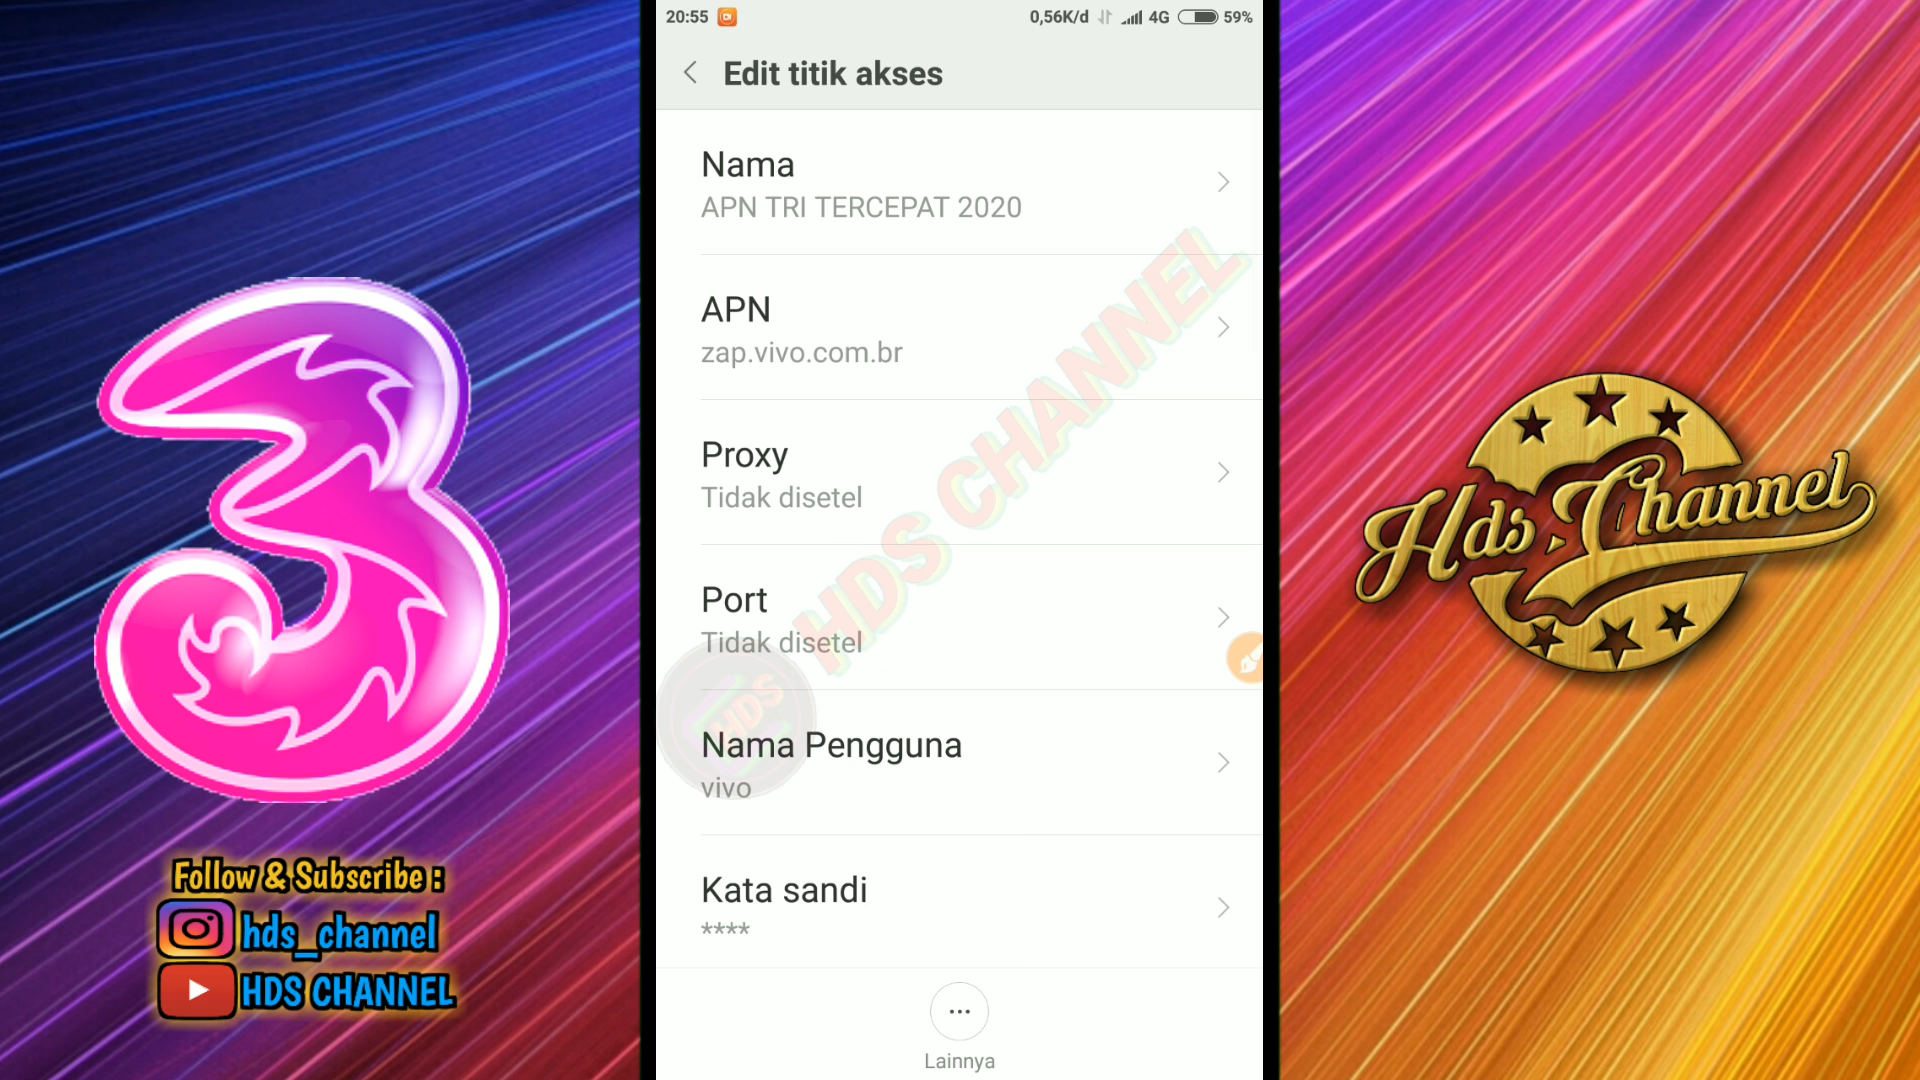 20:55
0,56K/d 4G 59%
Edit titik akses
Nama
APN TRI TERCEPAT 2020
APN
zap.vivo.com.br
Proxy
Tidak disetel
Port
Tidak disetel
Nama Pengguna
vivo
Kata sandi
****
Lainnya
HDS CHANNEL
HDS
3
Follow & Subscribe :
hds_channel
HDS CHANNEL
Hds Channel